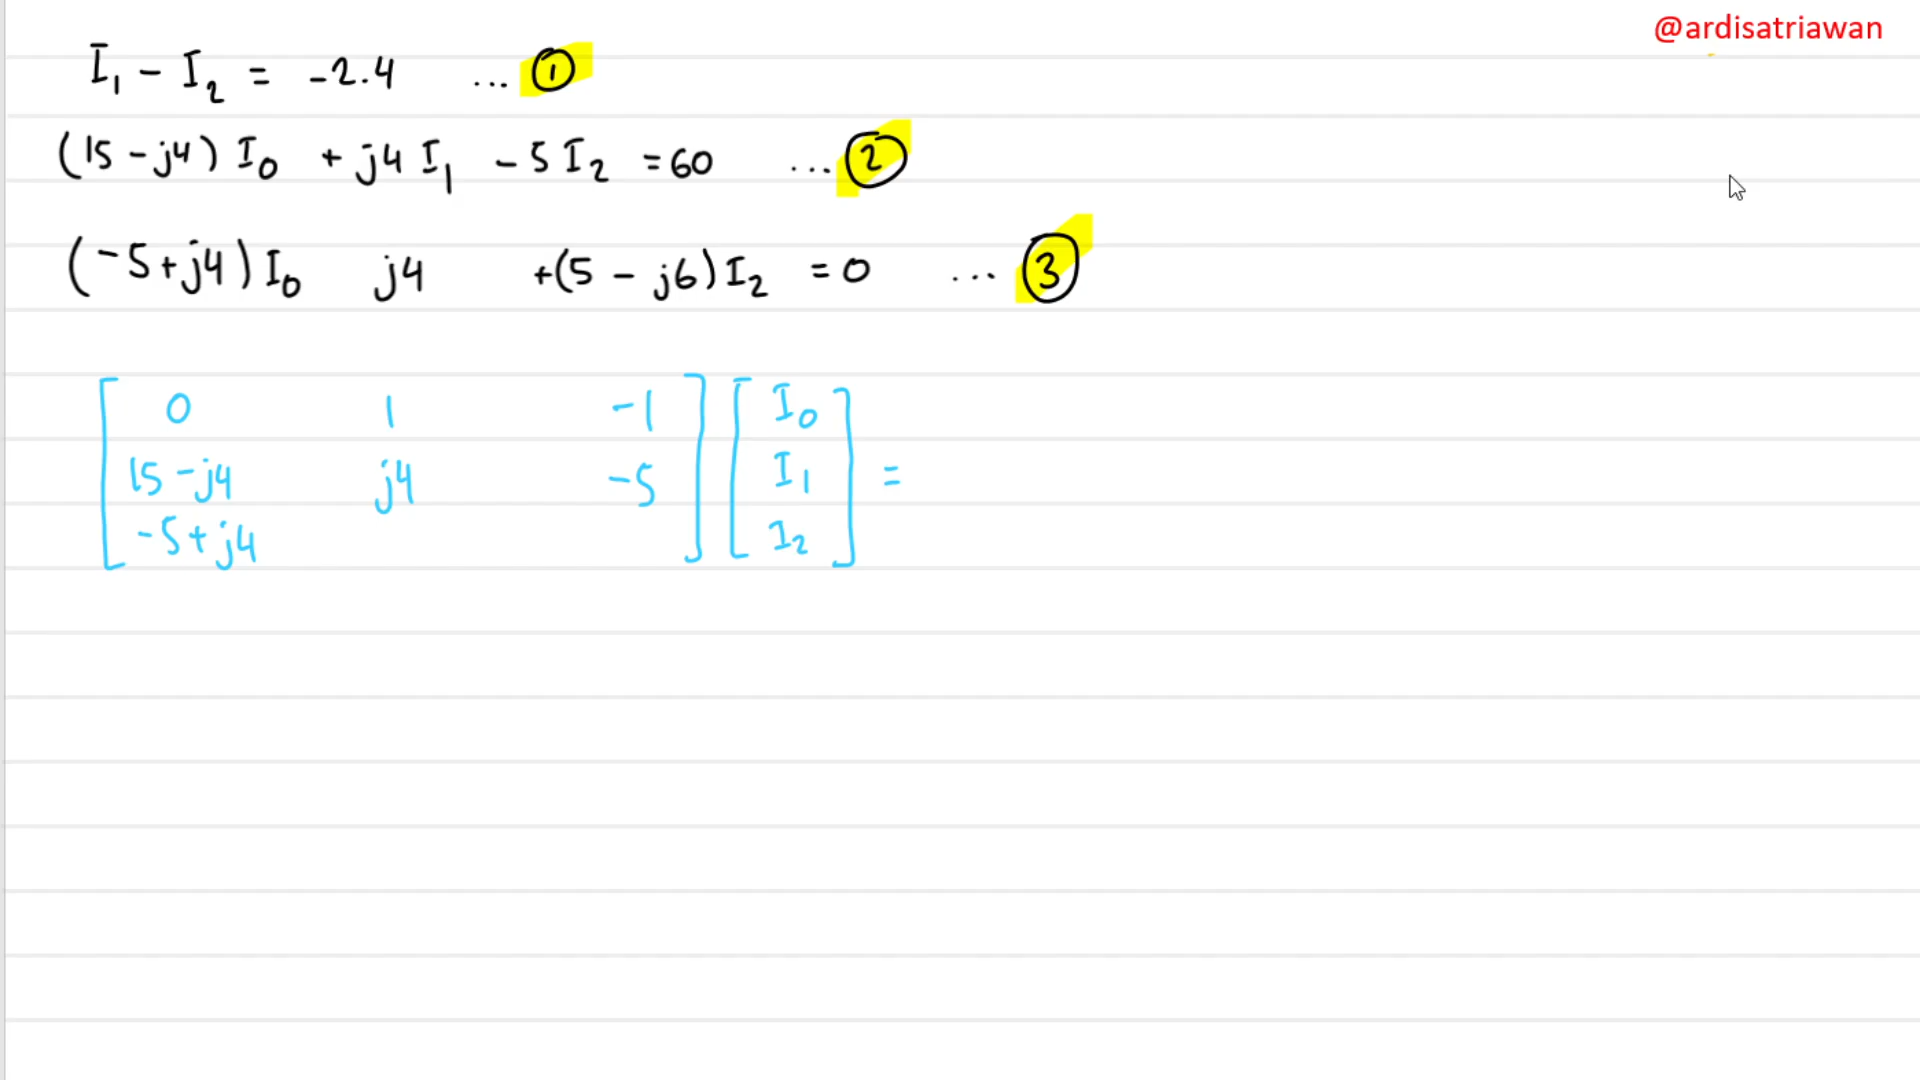 @ardisatriawan
I₁ - I₂ = -2.4 ... ①
(15 - j4) I₀ + j4 I₁ - 5 I₂ = 60 ... ②
(-5 + j4) I₀ j4 + (5 - j6) I₂ = 0 ... ③
0 1 -1 I₀
15 - j4 j4 -5 I₁ =
-5 + j4 I₂